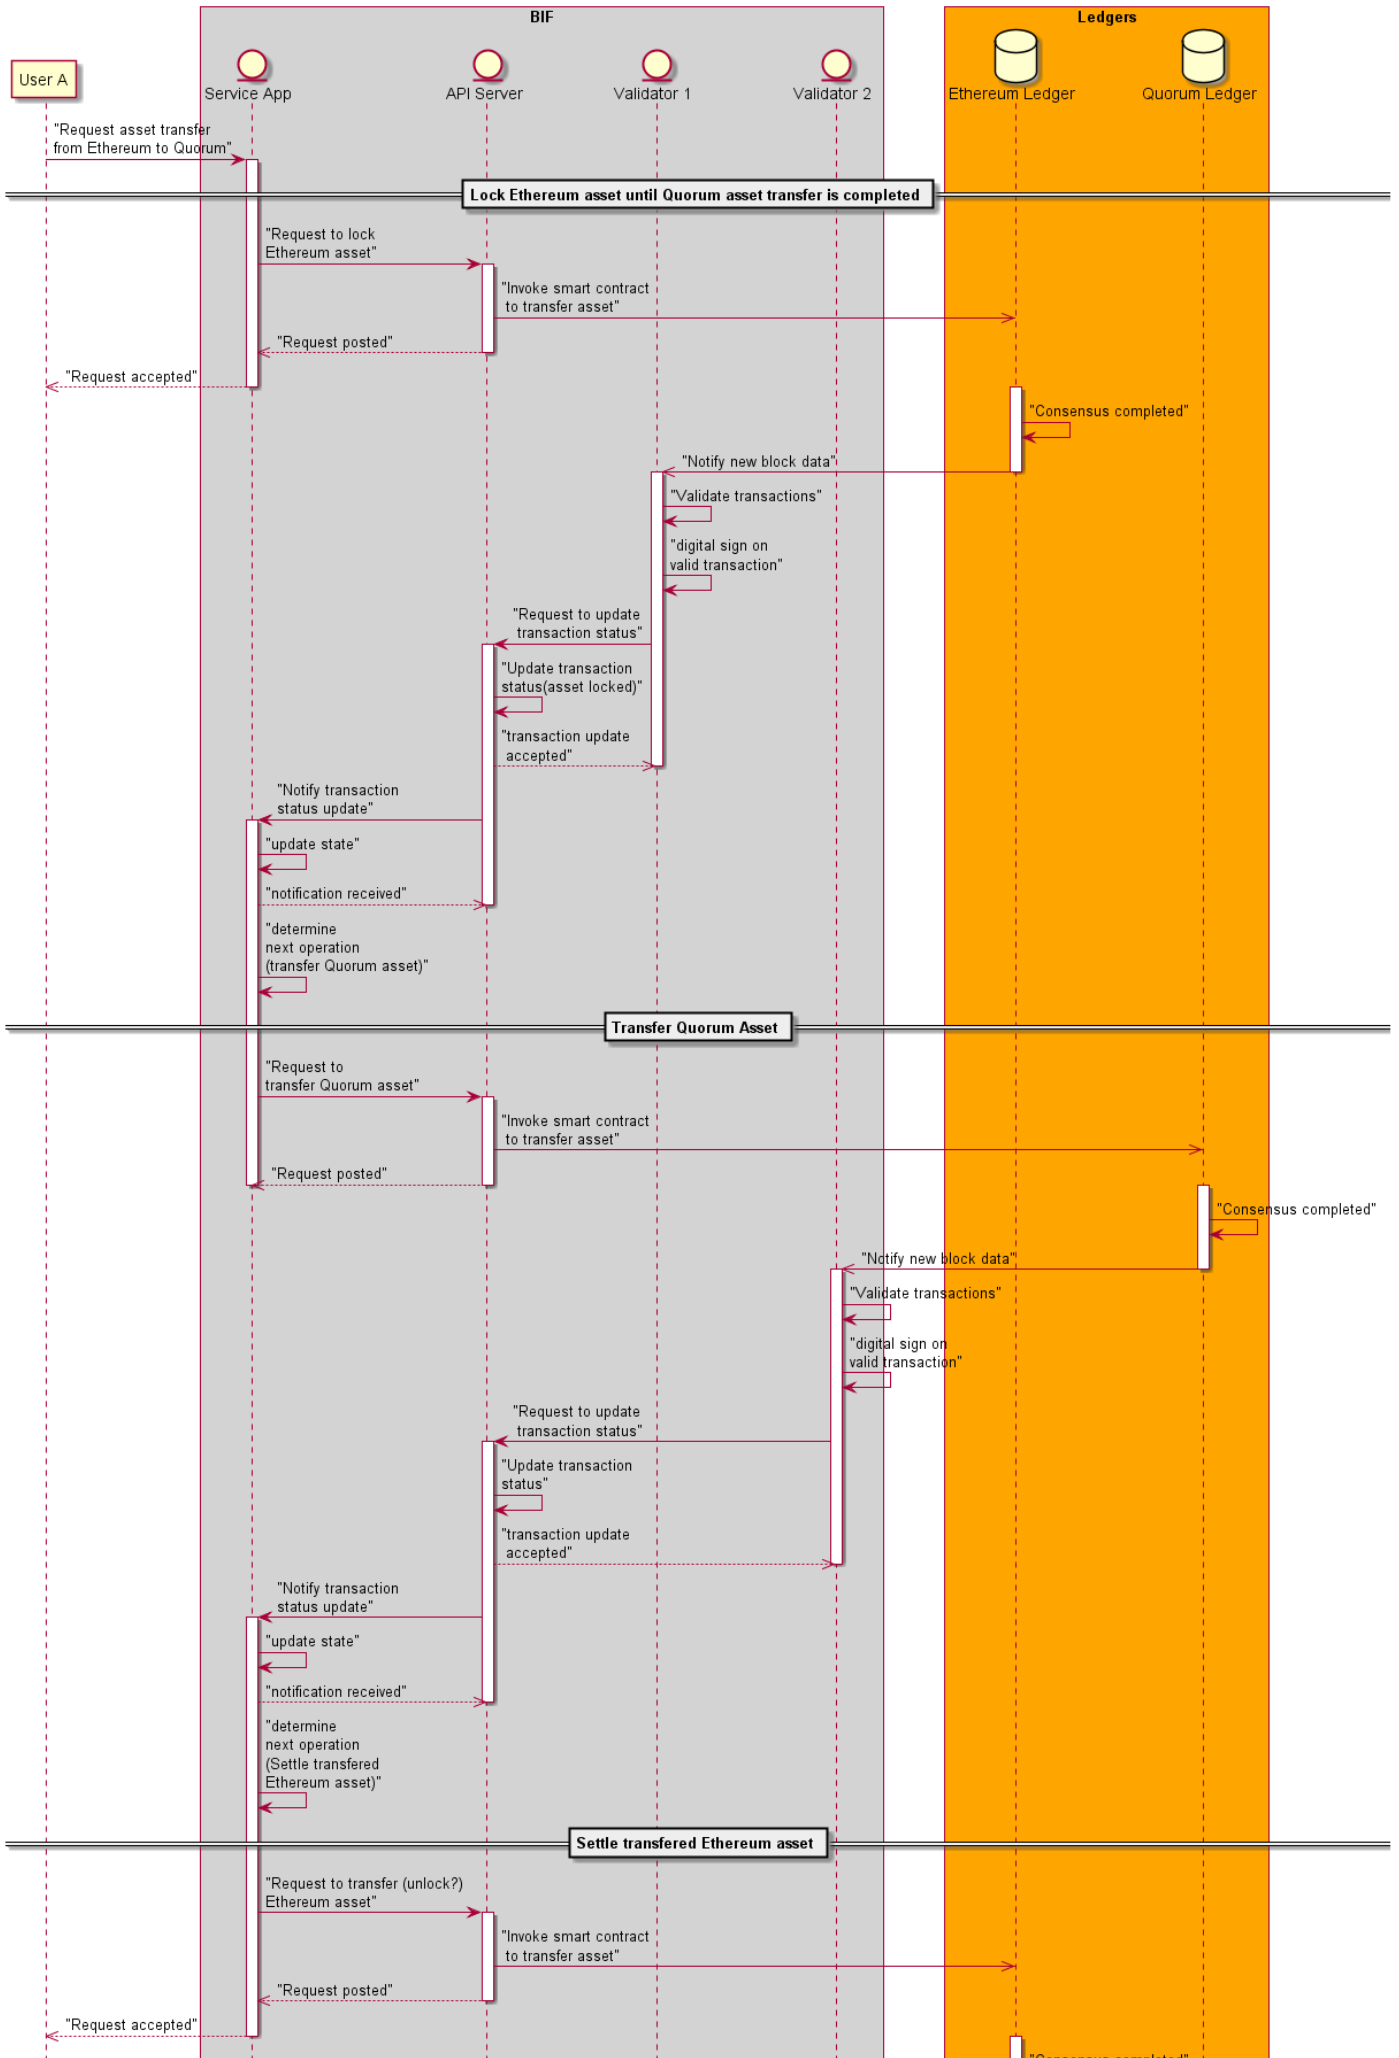 BIF
Ledgers
User A
Service App
API Server
Validator 1
Validator 2
Ethereum Ledger
Quorum Ledger
"Request asset transfer
from Ethereum to Quorum"
Lock Ethereum asset until Quorum asset transfer is completed
"Request to lock
Ethereum asset"
"Invoke smart contract
to transfer asset"
"Request posted"
"Request accepted"
"Consensus completed"
"Notify new block data"
"Validate transactions"
"digital sign on
valid transaction"
"Request to update
transaction status"
"Update transaction
status(asset locked)"
"transaction update
accepted"
"Notify transaction
status update"
"update state"
"notification received"
"determine
next operation
(transfer Quorum asset)"
Transfer Quorum Asset
"Request to
transfer Quorum asset"
"Invoke smart contract
to transfer asset"
"Request posted"
"Consensus completed"
"Notify new block data"
"Validate transactions"
"digital sign on
valid transaction"
"Request to update
transaction status"
"Update transaction
status"
"transaction update
accepted"
"Notify transaction
status update"
"update state"
"notification received"
"determine
next operation
(Settle transfered
Ethereum asset)"
Settle transfered Ethereum asset
"Request to transfer (unlock?)
Ethereum asset"
"Invoke smart contract
to transfer asset"
"Request posted"
"Request accepted"
"Consensus completed"